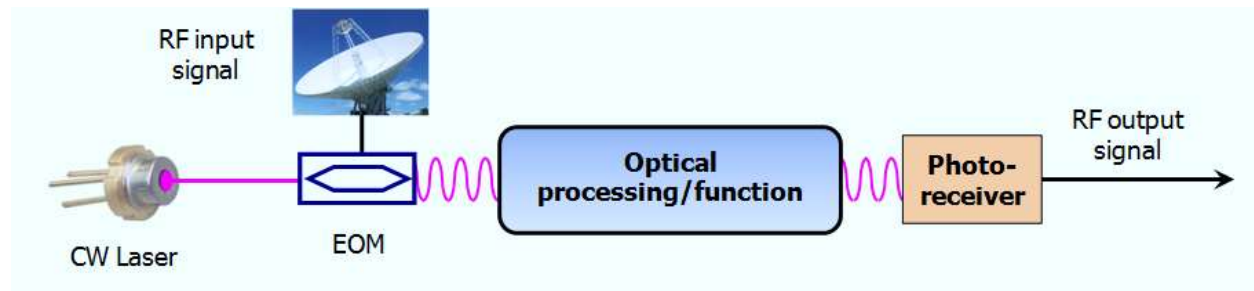 RF input
signal
CW Laser
EOM
Optical
processing/function
Photo-
receiver
RF output
signal